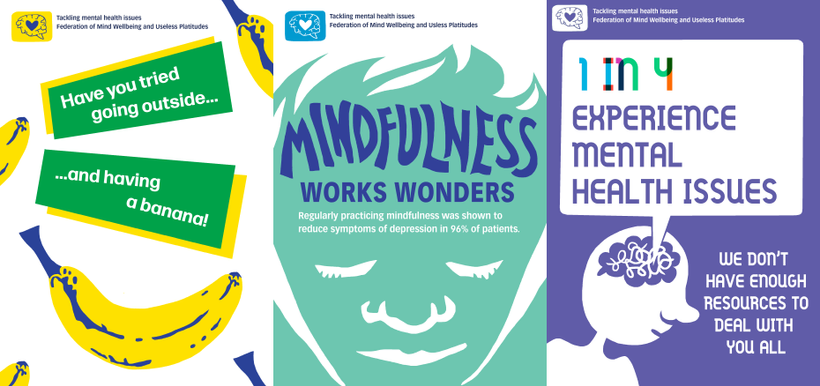 Tackling mental health issues
Federation of Mind Wellbeing and Useless Platitudes
Have you tried
going outside...
...and having
a banana!
Tackling mental health issues
Federation of Mind Wellbeing and Usless Platitudes
MINDFULNESS
WORKS WONDERS
Regularly practicing mindfulness was shown to
reduce symptoms of depression in 96% of patients.
Tackling mental health issues
Federation of Mind Wellbeing and Useless Platitudes
1 IN 4
EXPERIENCE
MENTAL
HEALTH ISSUES
WE DON'T
HAVE ENOUGH
RESOURCES TO
DEAL WITH
YOU ALL